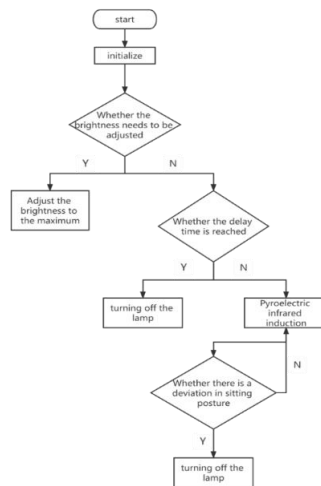 start
initialize
Whether the
brightness needs to be
adjusted
Y
N
Adjust the
brightness to
the maximum
Whether the delay
time is reached
Y
N
turning off the
lamp
Pyroelectric
infrared
induction
Whether there is a
deviation in sitting
posture
N
Y
turning off the
lamp